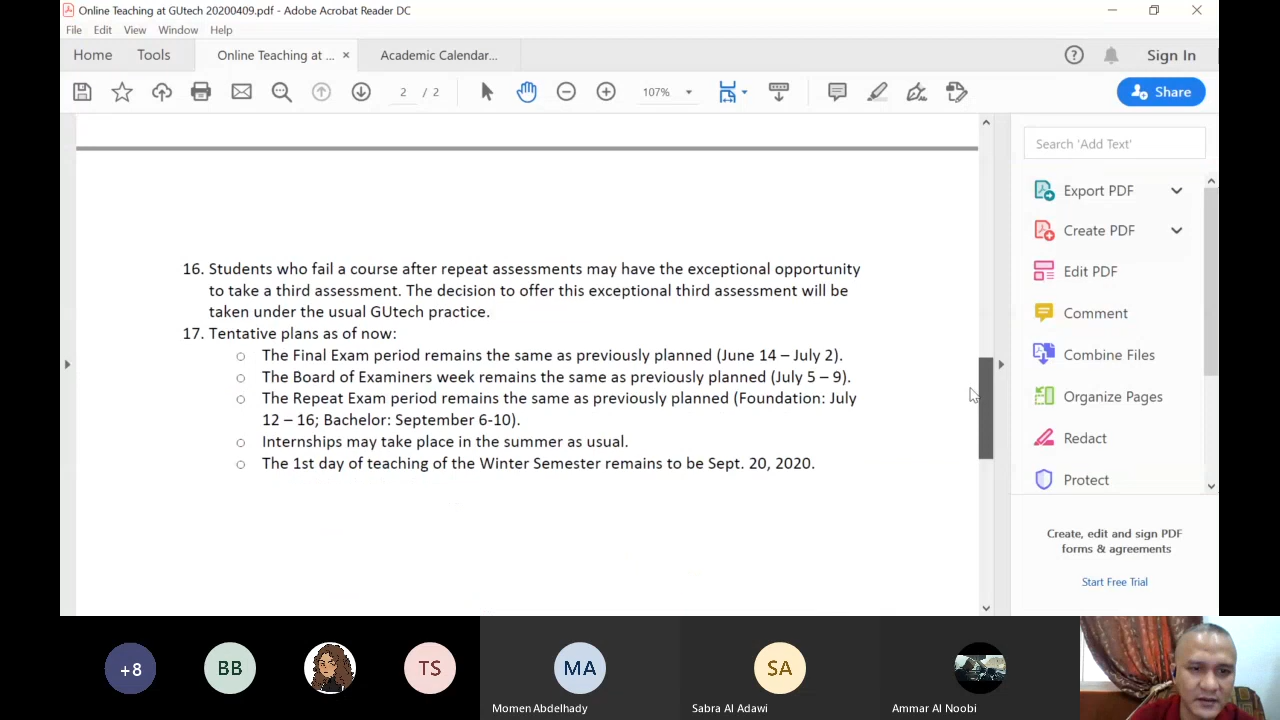 Online Teaching at GUtech 20200409.pdf - Adobe Acrobat Reader DC
File Edit View Window Help
Home Tools Online Teaching at ... × Academic Calendar... Sign In
2 / 2 107% Share
Search 'Add Text'
Export PDF
Create PDF
Edit PDF
Comment
Combine Files
Organize Pages
Redact
Protect
Create, edit and sign PDF
forms & agreements
Start Free Trial
16. Students who fail a course after repeat assessments may have the exceptional opportunity
to take a third assessment. The decision to offer this exceptional third assessment will be
taken under the usual GUtech practice.
17. Tentative plans as of now:
○ The Final Exam period remains the same as previously planned (June 14 – July 2).
○ The Board of Examiners week remains the same as previously planned (July 5 – 9).
○ The Repeat Exam period remains the same as previously planned (Foundation: July
12 – 16; Bachelor: September 6-10).
○ Internships may take place in the summer as usual.
○ The 1st day of teaching of the Winter Semester remains to be Sept. 20, 2020.
+8 BB TS MA SA
Momen Abdelhady Sabra Al Adawi Ammar Al Noobi